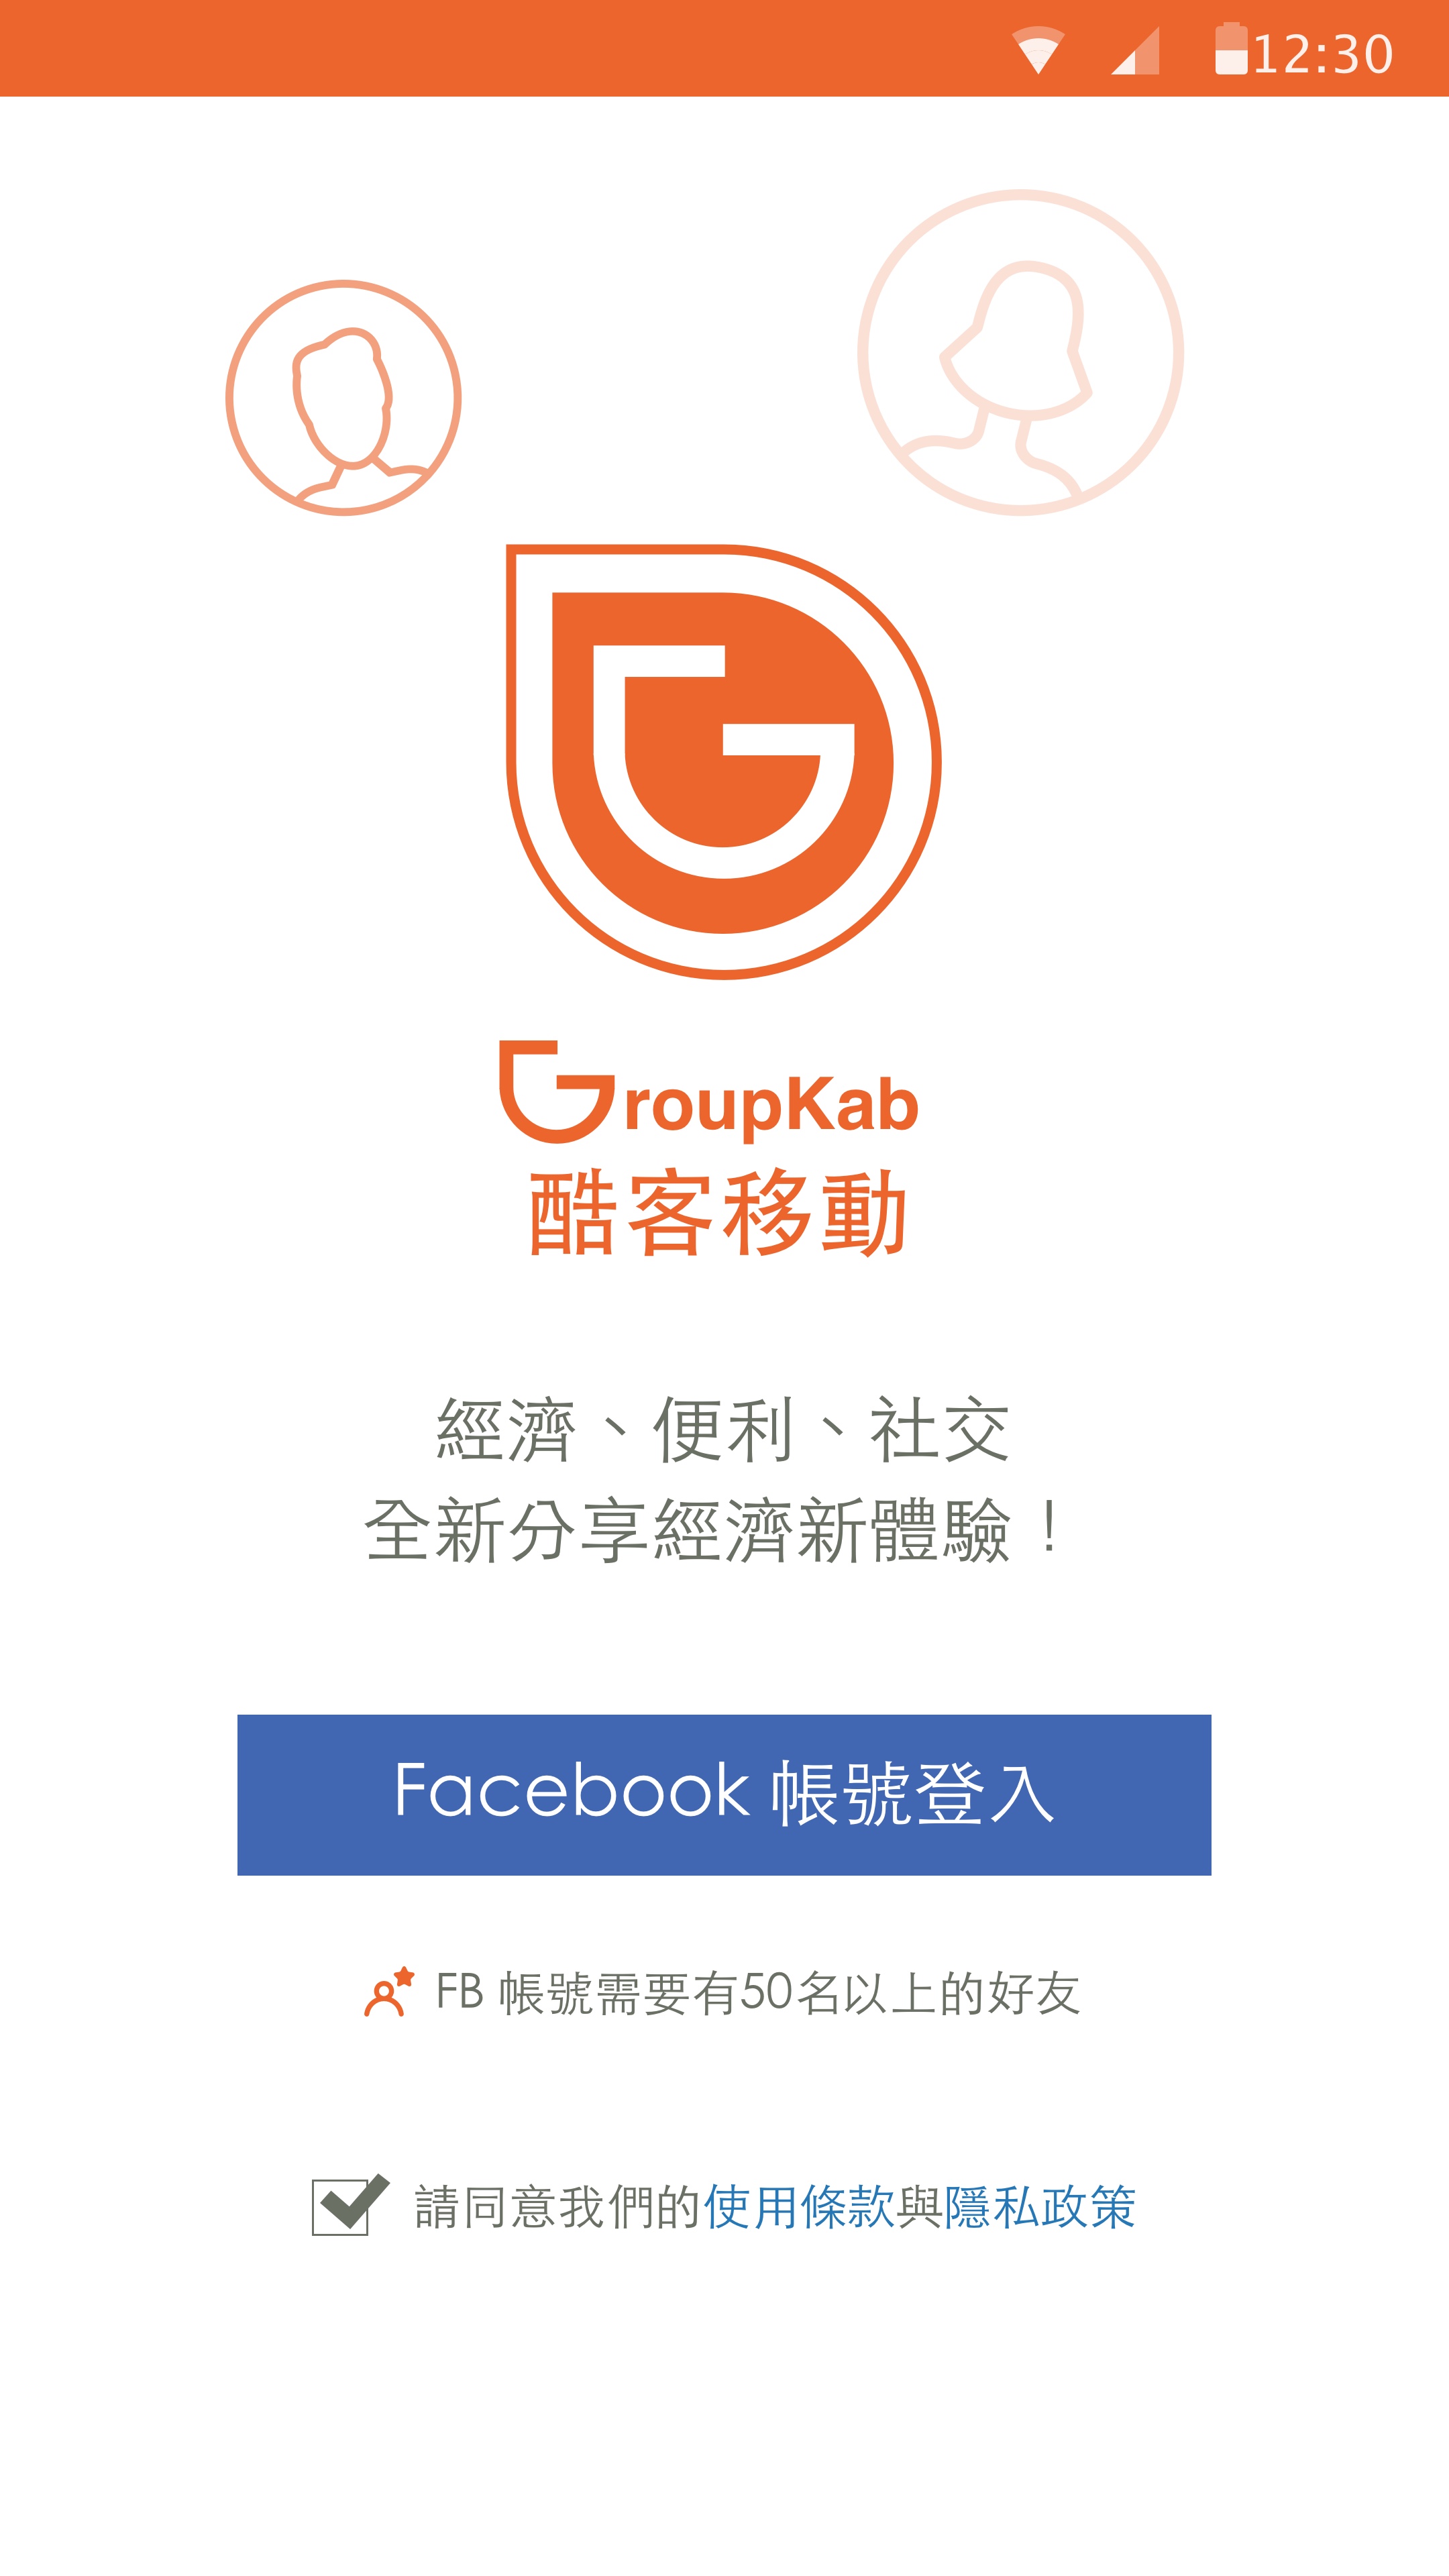 12:30
GroupKab
酷客移動
經濟、便利、社交
全新分享經濟新體驗！
Facebook 帳號登入
FB 帳號需要有50名以上的好友
請同意我們的使用條款與隱私政策